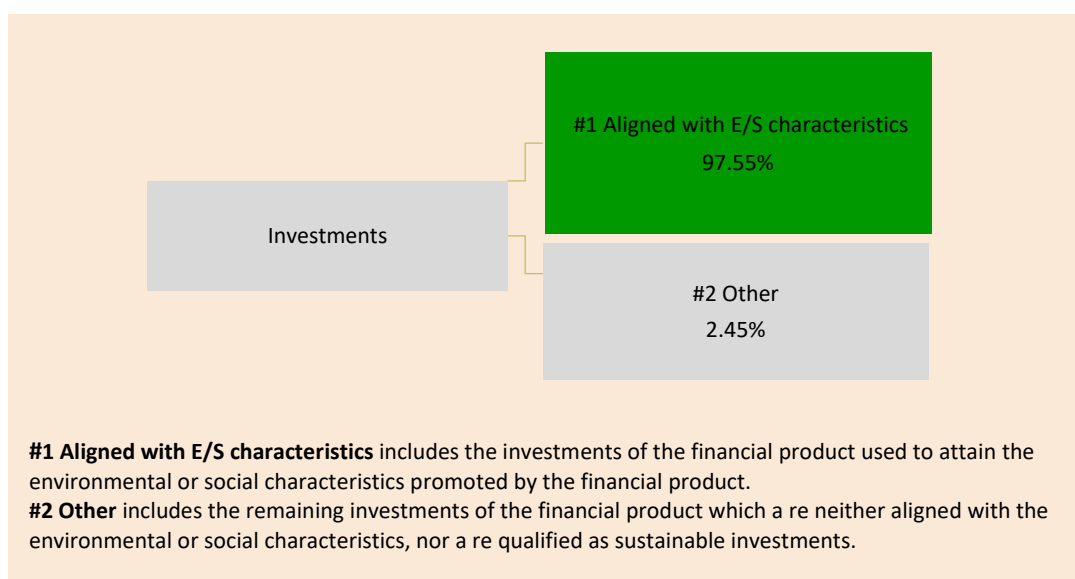 #1 Aligned with E/S characteristics
97.55%
Investments
#2 Other
2.45%
#1 Aligned with E/S characteristics includes the investments of the financial product used to attain the
environmental or social characteristics promoted by the financial product.
#2 Other includes the remaining investments of the financial product which a re neither aligned with the
environmental or social characteristics, nor a re qualified as sustainable investments.